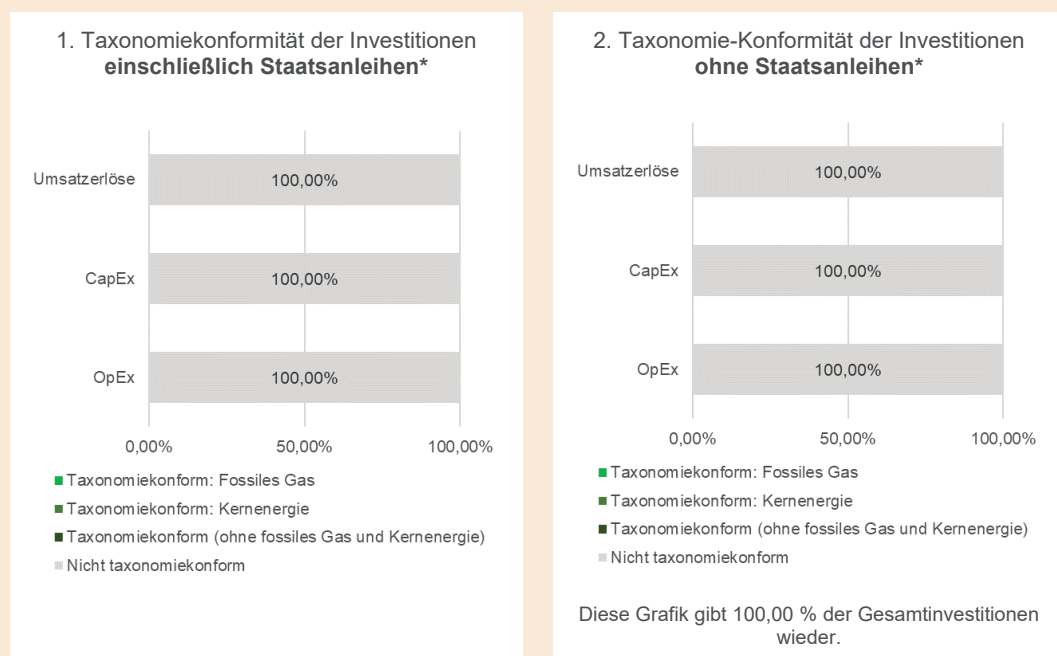 1. Taxonomiekonformität der Investitionen
einschließlich Staatsanleihen*
Umsatzerlöse
100,00%
CapEx
100,00%
OpEx
100,00%
0,00%
50,00%
100,00%
Taxonomiekonform: Fossiles Gas
Taxonomiekonform: Kernenergie
Taxonomiekonform (ohne fossiles Gas und Kernenergie)
Nicht taxonomiekonform
2. Taxonomie-Konformität der Investitionen
ohne Staatsanleihen*
Umsatzerlöse
100,00%
CapEx
100,00%
OpEx
100,00%
0,00%
50,00%
100,00%
Taxonomiekonform: Fossiles Gas
Taxonomiekonform: Kernenergie
Taxonomiekonform (ohne fossiles Gas und Kernenergie)
Nicht taxonomiekonform
Diese Grafik gibt 100,00 % der Gesamtinvestitionen
wieder.